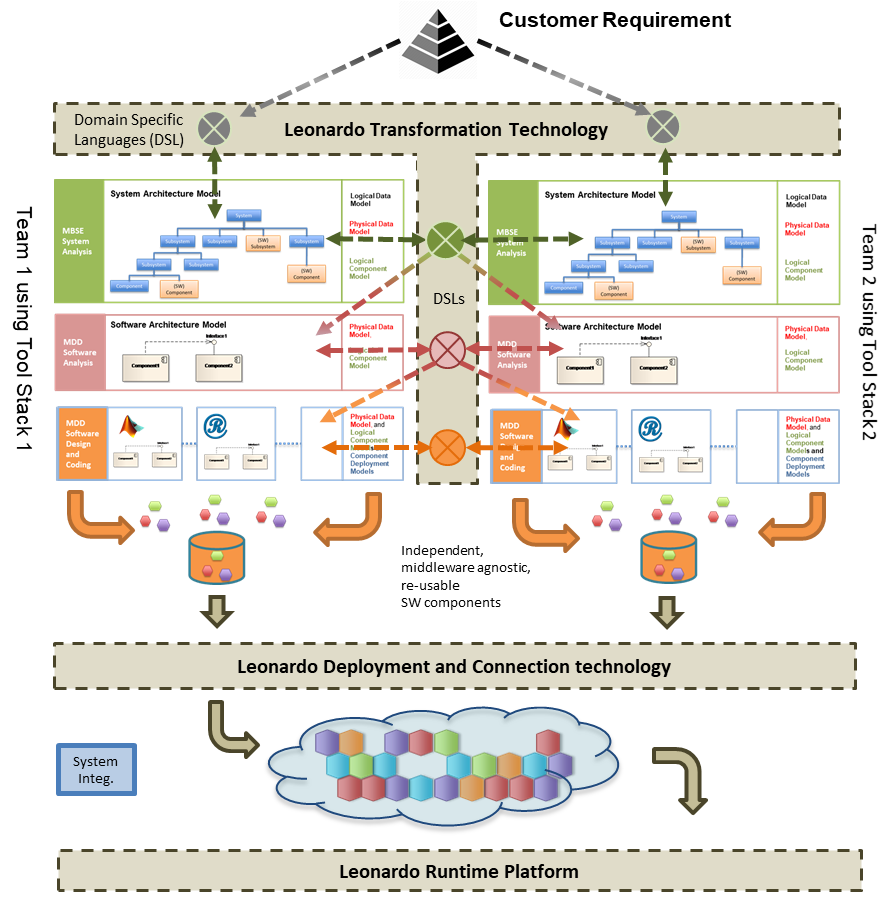 Customer Requirement
Domain Specific
Languages (DSL)
Leonardo Transformation Technology
Team 1 using Tool Stack 1
MBSE
System
Analysis
System Architecture Model
System
Subsystem
Subsystem
(SW)
Subsystem
Subsystem
Subsystem
Subsystem
Component
(SW)
Component
(SW)
Component
Logical Data
Model
Physical Data
Model
Logical
Component
Model
MDD
Software
Analysis
Software Architecture Model
Interface1
Component1
Component2
Physical Data
Model,
Logical
Component
Model
MDD
Software
Design
and
Coding
Physical Data
Model, and
Logical
Component
Models and
Component
Deployment
Models
DSLs
MBSE
System
Analysis
System Architecture Model
System
Subsystem
Subsystem
(SW)
Subsystem
Subsystem
Subsystem
Subsystem
Component
(SW)
Component
(SW)
Component
Logical Data
Model
Physical Data
Model
Logical
Component
Model
MDD
Software
Analysis
Software Architecture Model
Interface1
Component1
Component2
Physical Data
Model,
Logical
Component
Model
MDD
Software
Design
and
Coding
Physical Data
Model, and
Logical
Component
Models and
Component
Deployment
Models
Team 2 using Tool Stack 2
Independent,
middleware agnostic,
re-usable
SW components
Leonardo Deployment and Connection technology
System
Integ.
Leonardo Runtime Platform